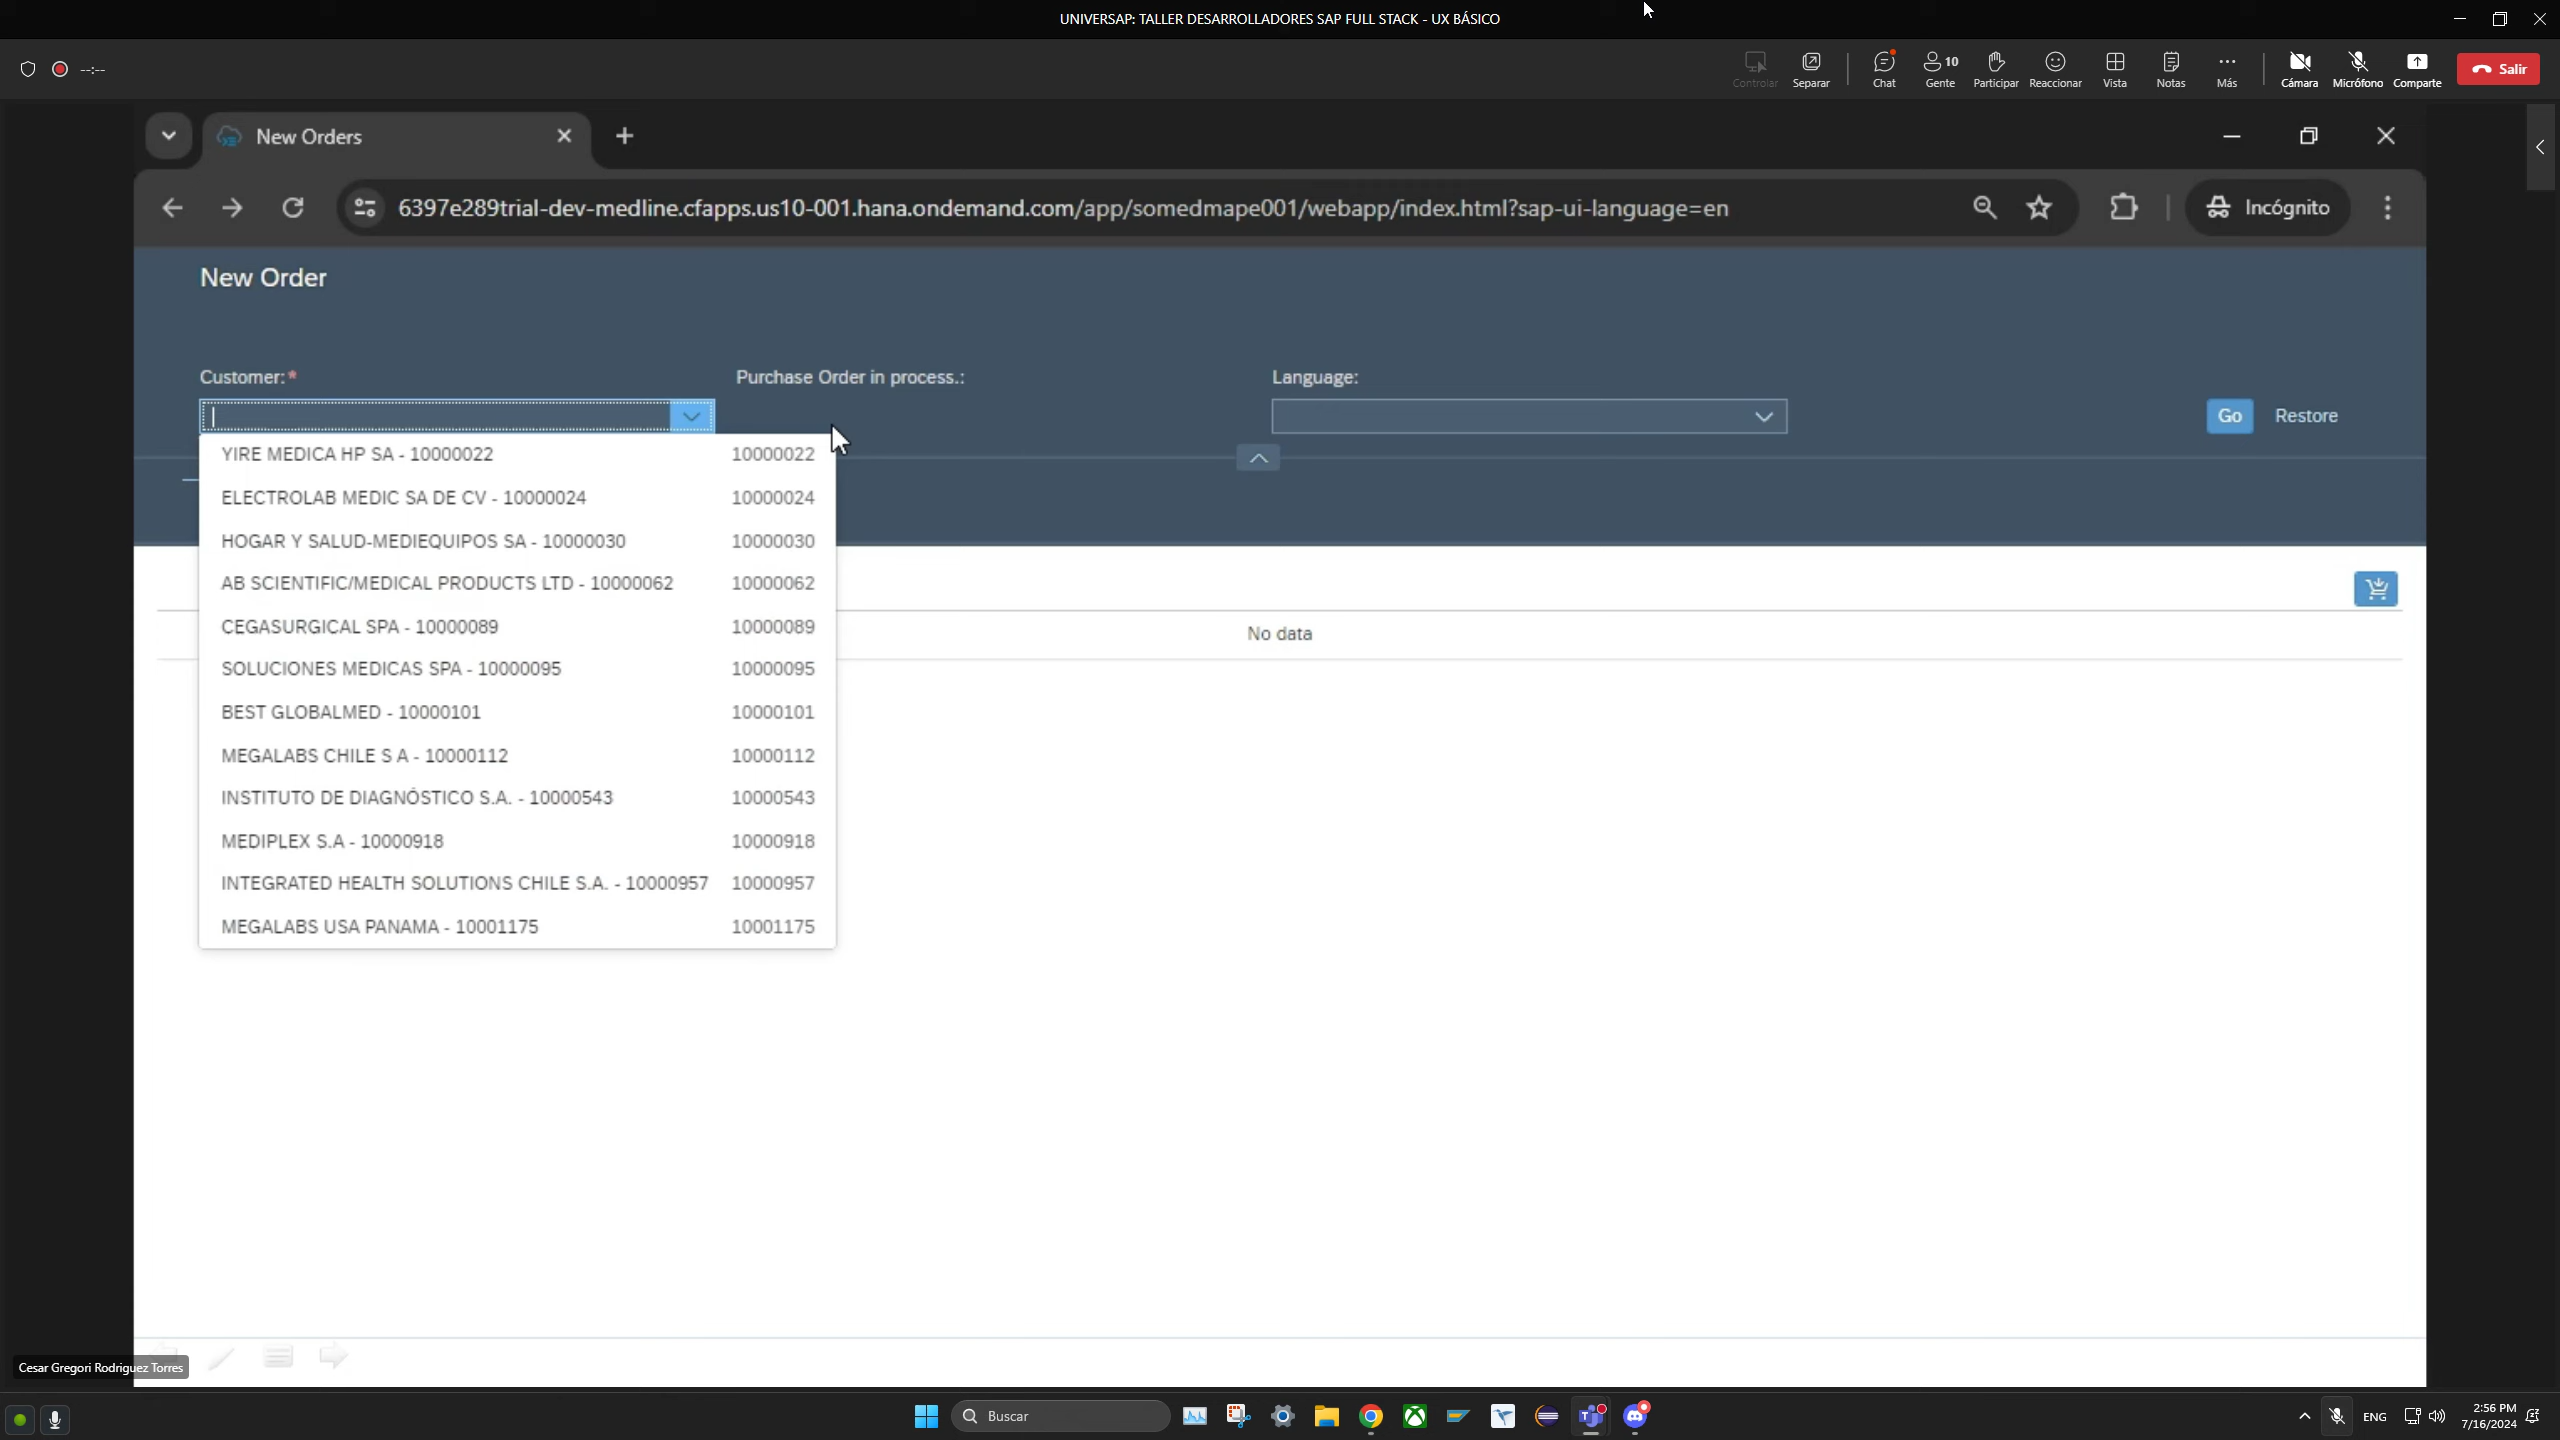 UNIVERSAP: TALLER DESARROLLADORES SAP FULL STACK - UX BÁSICO
--:--
Controlar
Separar
Chat
10
Gente
Participar
Reaccionar
Vista
Notas
Más
Cámara
Micrófono
Comparte
Salir
New Orders
6397e289trial-dev-medline.cfapps.us10-001.hana.ondemand.com/app/somedmape001/webapp/index.html?sap-ui-language=en
Incógnito
New Order
Customer:*
Purchase Order in process.:
Language:
Go
Restore
YIRE MEDICA HP SA - 10000022 10000022
ELECTROLAB MEDIC SA DE CV - 10000024 10000024
HOGAR Y SALUD-MEDIEQUIPOS SA - 10000030 10000030
AB SCIENTIFIC/MEDICAL PRODUCTS LTD - 10000062 10000062
CEGASURGICAL SPA - 10000089 10000089
SOLUCIONES MEDICAS SPA - 10000095 10000095
BEST GLOBALMED - 10000101 10000101
MEGALABS CHILE S A - 10000112 10000112
INSTITUTO DE DIAGNÓSTICO S.A. - 10000543 10000543
MEDIPLEX S.A - 10000918 10000918
INTEGRATED HEALTH SOLUTIONS CHILE S.A. - 10000957 10000957
MEGALABS USA PANAMA - 10001175 10001175
No data
Cesar Gregori Rodriguez Torres
Buscar
ENG
2:56 PM
7/16/2024